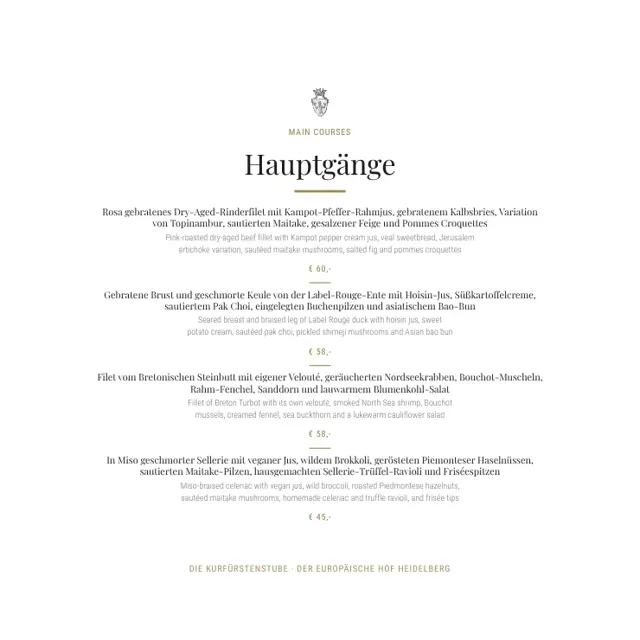 MAIN COURSES
Hauptgänge
Rosa gebratenes Dry-Aged-Rinderfilet mit Kampot-Pfeffer-Rahmjus, gebratenem Kalbsbries, Variation
von Topinambur, sautierten Maitake, gesalzener Feige und Pommes Croquettes
Pink-roasted dry-aged beef fillet with Kampot pepper cream jus, veal sweetbread, Jerusalem
artichoke variation, sautéed maitake mushrooms, salted fig and pommes croquettes
€ 60,-
Gebratene Brust und geschmorte Keule von der Label-Rouge-Ente mit Hoisin-Jus, Süßkartoffelcreme,
sautiertem Pak Choi, eingelegten Buchenpilzen und asiatischem Bao-Bun
Seared breast and braised leg of Label Rouge duck with hoisin jus, sweet
potato cream, sautéed pak choi, pickled shimeji mushrooms and Asian bao bun
€ 58,-
Filet vom Bretonischen Steinbutt mit eigener Velouté, geräucherten Nordseekrabben, Bouchot-Muscheln,
Rahm-Fenchel, Sanddorn und lauwarmem Blumenkohl-Salat
Fillet of Breton Turbot with its own velouté, smoked North Sea shrimp, Bouchot
mussels, creamed fennel, sea buckthorn and a lukewarm cauliflower salad
€ 58,-
In Miso geschmorter Sellerie mit veganer Jus, wildem Brokkoli, gerösteten Piemonteser Haselnüssen,
sautierten Maitake-Pilzen, hausgemachten Sellerie-Trüffel-Ravioli und Friséespitzen
Miso-braised celeriac with vegan jus, wild broccoli, roasted Piedmontese hazelnuts,
sautéed maitake mushrooms, homemade celeriac and truffle ravioli, and frisée tips
€ 45,-
DIE KURFÜRSTENSTUBE · DER EUROPÄISCHE HOF HEIDELBERG